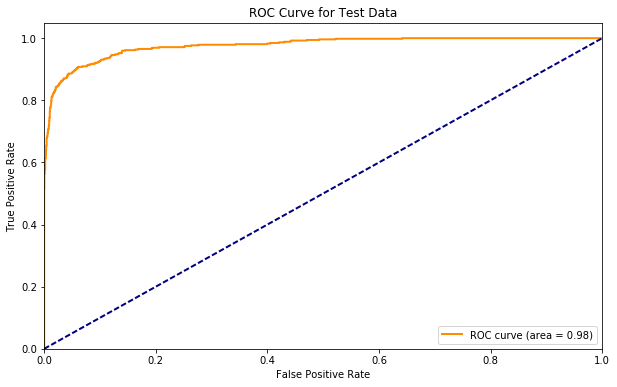 ROC Curve for Test Data
True Positive Rate
1.0
0.8
0.6
0.4
0.2
0.0
ROC curve (area = 0.98)
0.0 0.2 0.4 0.6 0.8 1.0
False Positive Rate